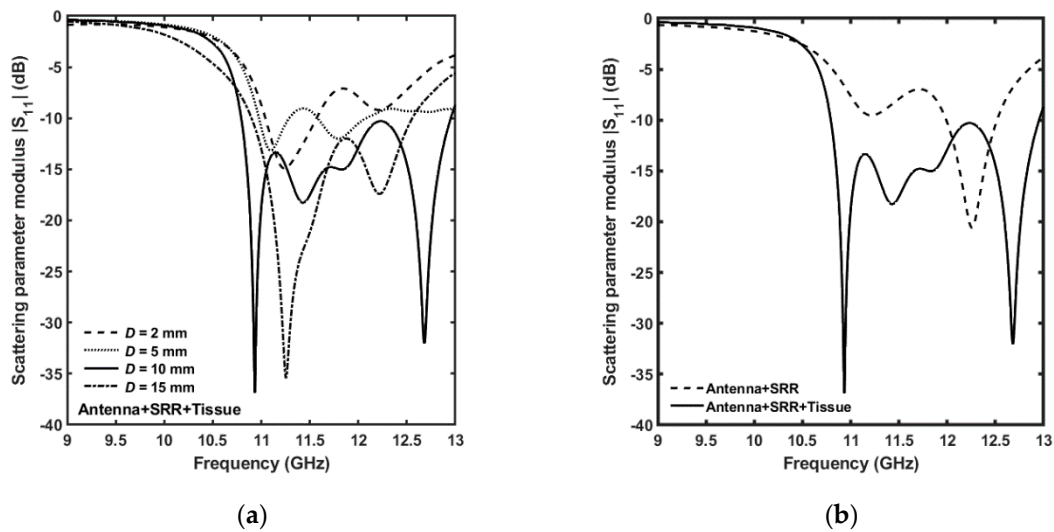 0
-5
-10
-15
-20
-25
-30
-35
-40
Scattering parameter modulus |S11| (dB)
D = 2 mm
D = 5 mm
D = 10 mm
D = 15 mm
Antenna+SRR+Tissue
9 9.5 10 10.5 11 11.5 12 12.5 13
Frequency (GHz)
(a)
0
-5
-10
-15
-20
-25
-30
-35
-40
Scattering parameter modulus |S11| (dB)
Antenna+SRR
Antenna+SRR+Tissue
9 9.5 10 10.5 11 11.5 12 12.5 13
Frequency (GHz)
(b)